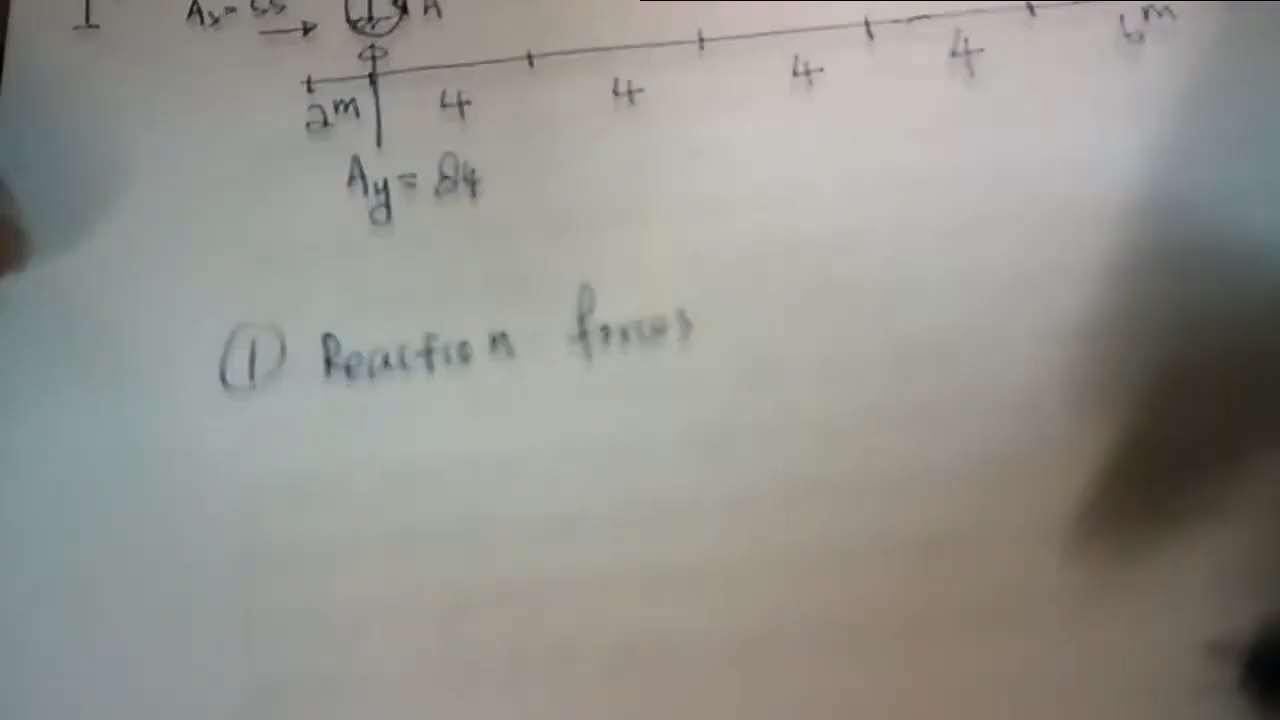 A
4 4 4 4 6m
2m
Ay = 84
① Reaction forces